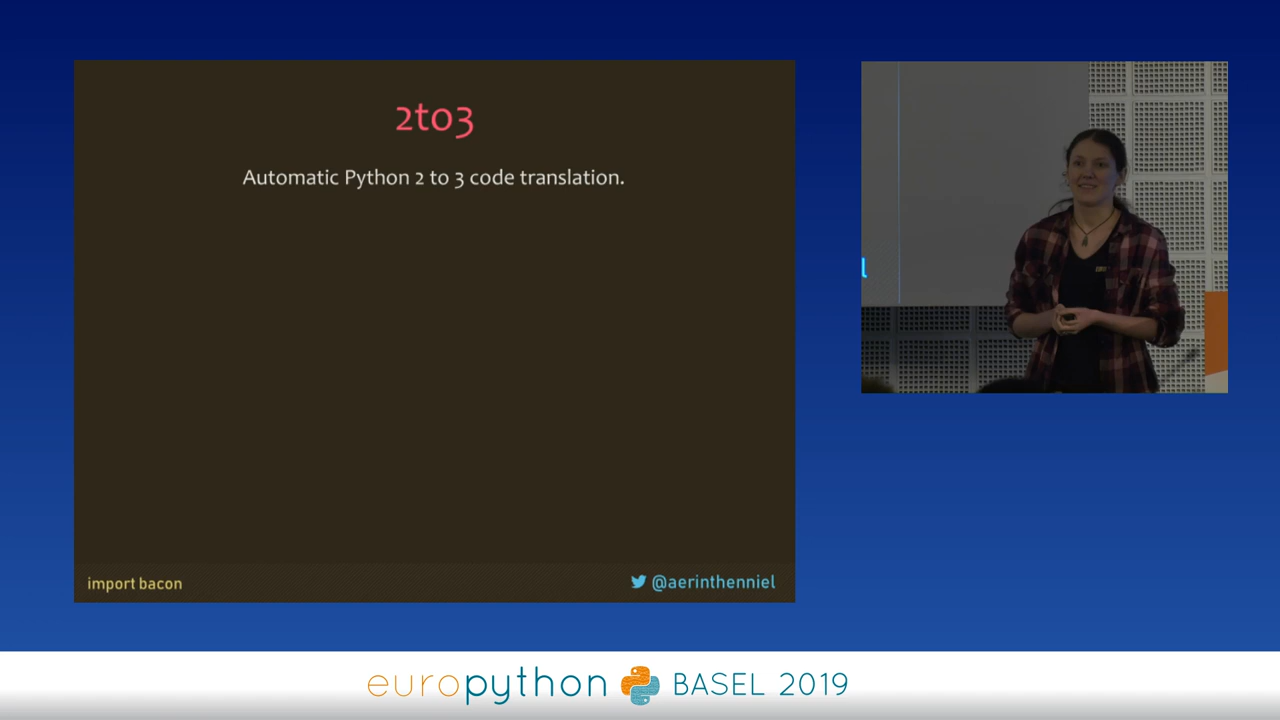 2to3
Automatic Python 2 to 3 code translation.
import bacon
@aerinthenniel
l
europython BASEL 2019